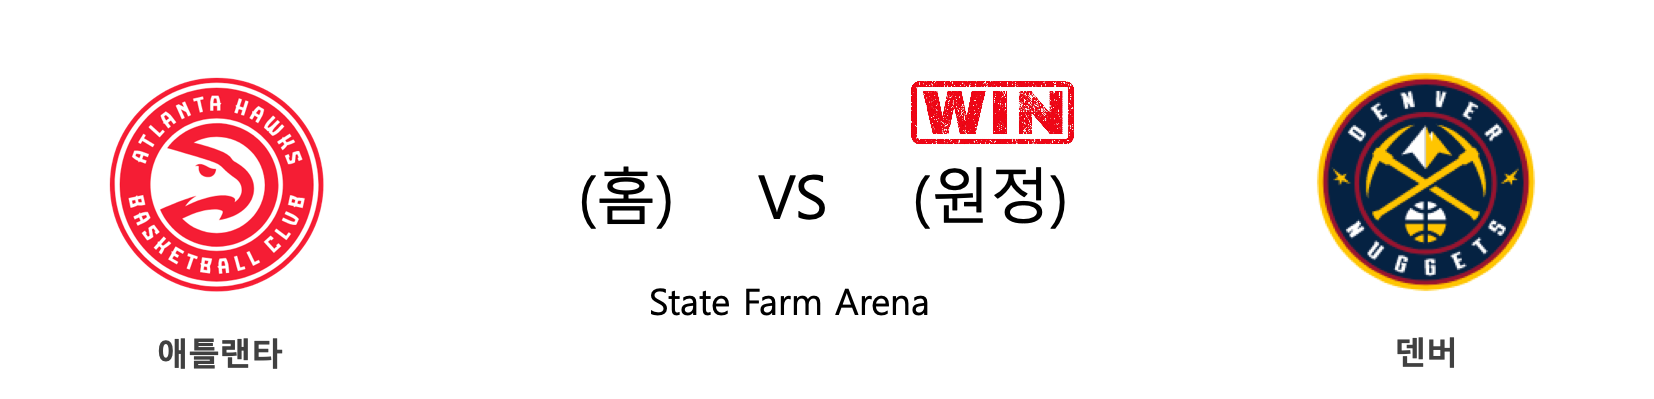 ATLANTA HAWKS
BASKETBALL CLUB
WIN
(홈) VS (원정)
State Farm Arena
애틀랜타
DENVER
NUGGETS
덴버